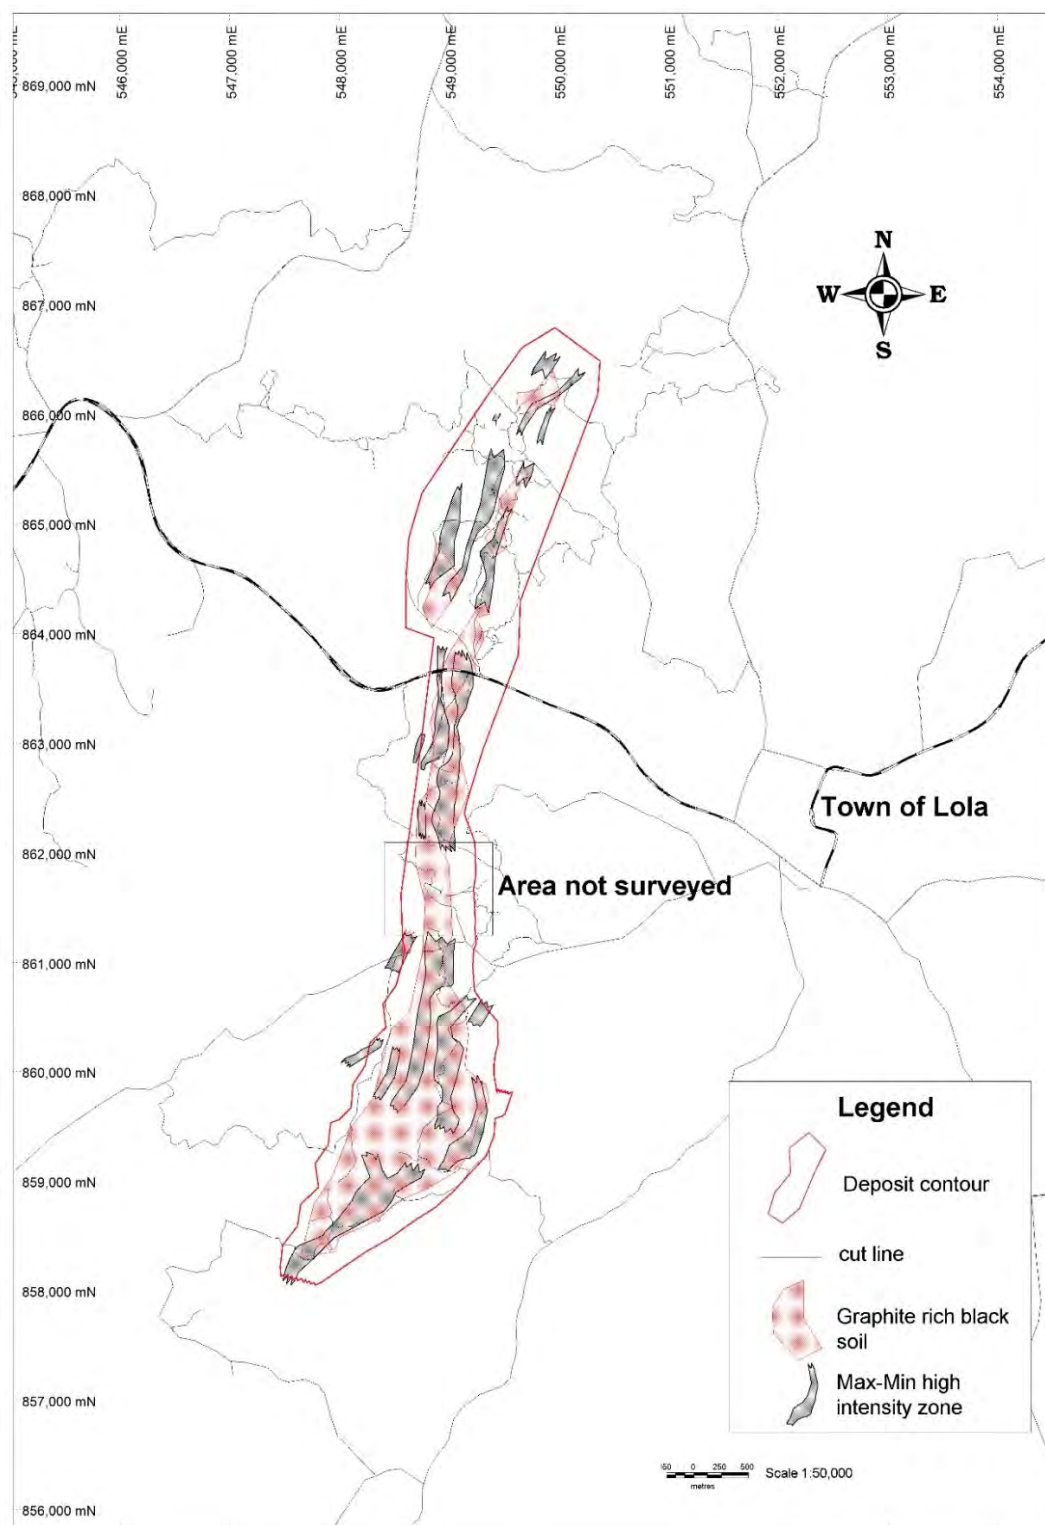 546,000 mE
547,000 mE
548,000 mE
549,000 mE
550,000 mE
551,000 mE
552,000 mE
553,000 mE
554,000 mE
869,000 mN
868,000 mN
N
W E
S
867,000 mN
866,000 mN
865,000 mN
864,000 mN
863,000 mN
Town of Lola
862,000 mN
Area not surveyed
861,000 mN
860,000 mN
859,000 mN
858,000 mN
857,000 mN
856,000 mN
Legend
Deposit contour
cut line
Graphite rich black
soil
Max-Min high
intensity zone
0 250 500
metres
Scale 1:50,000